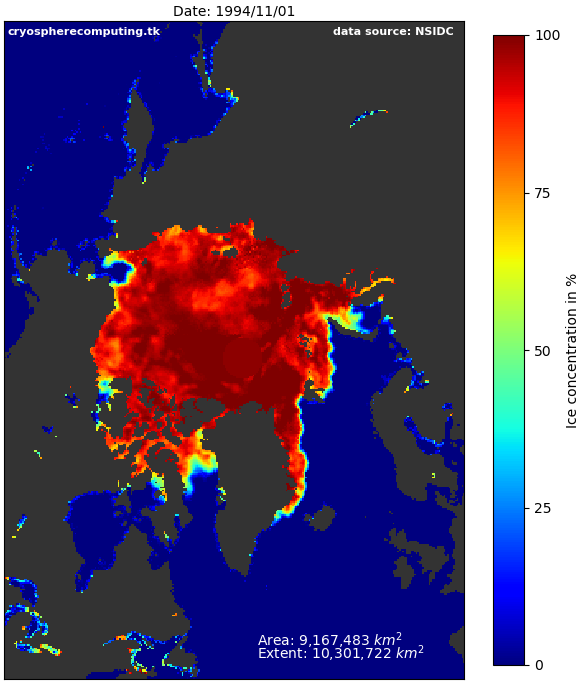 Date: 1994/11/01
cryospherecomputing.tk
data source: NSIDC
100
75
50
25
0
Ice concentration in %
Area: 9,167,483 km²
Extent: 10,301,722 km²